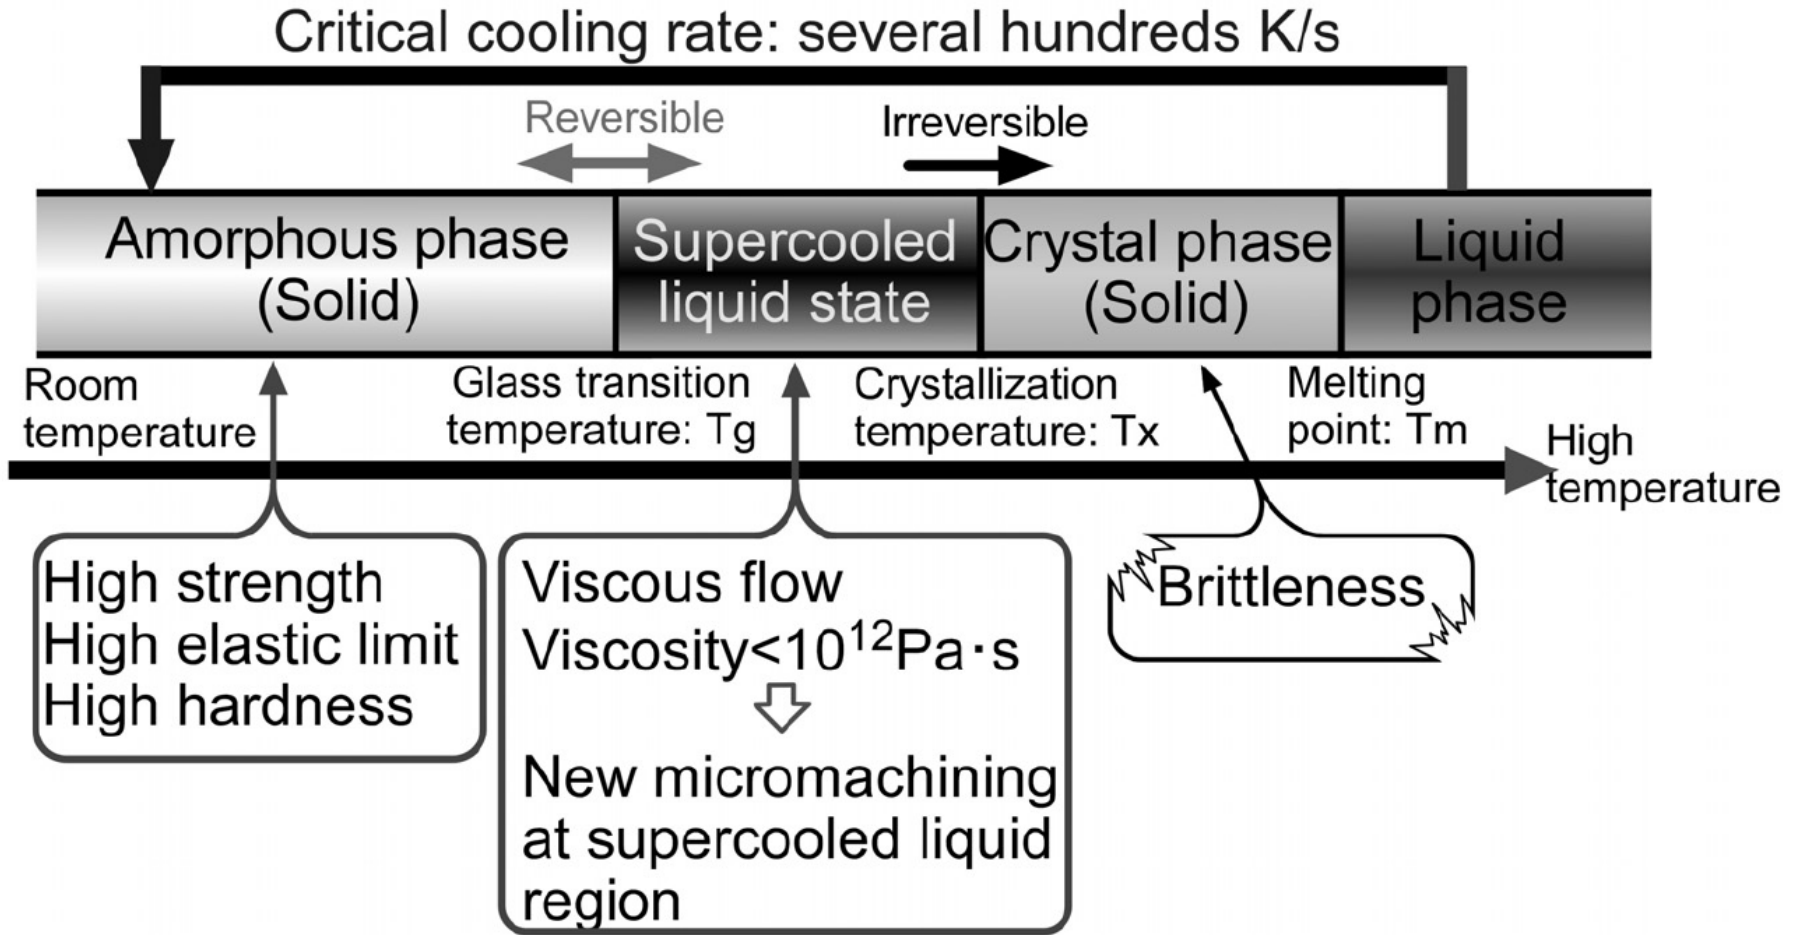 Critical cooling rate: several hundreds K/s
Reversible
Irreversible
Amorphous phase
(Solid)
Supercooled
liquid state
Crystal phase
(Solid)
Liquid
phase
Room
temperature
Glass transition
temperature: Tg
Crystallization
temperature: Tx
Melting
point: Tm
High
temperature
High strength
High elastic limit
High hardness
Viscous flow
Viscosity<10¹²Pa·s
New micromachining
at supercooled liquid
region
Brittleness